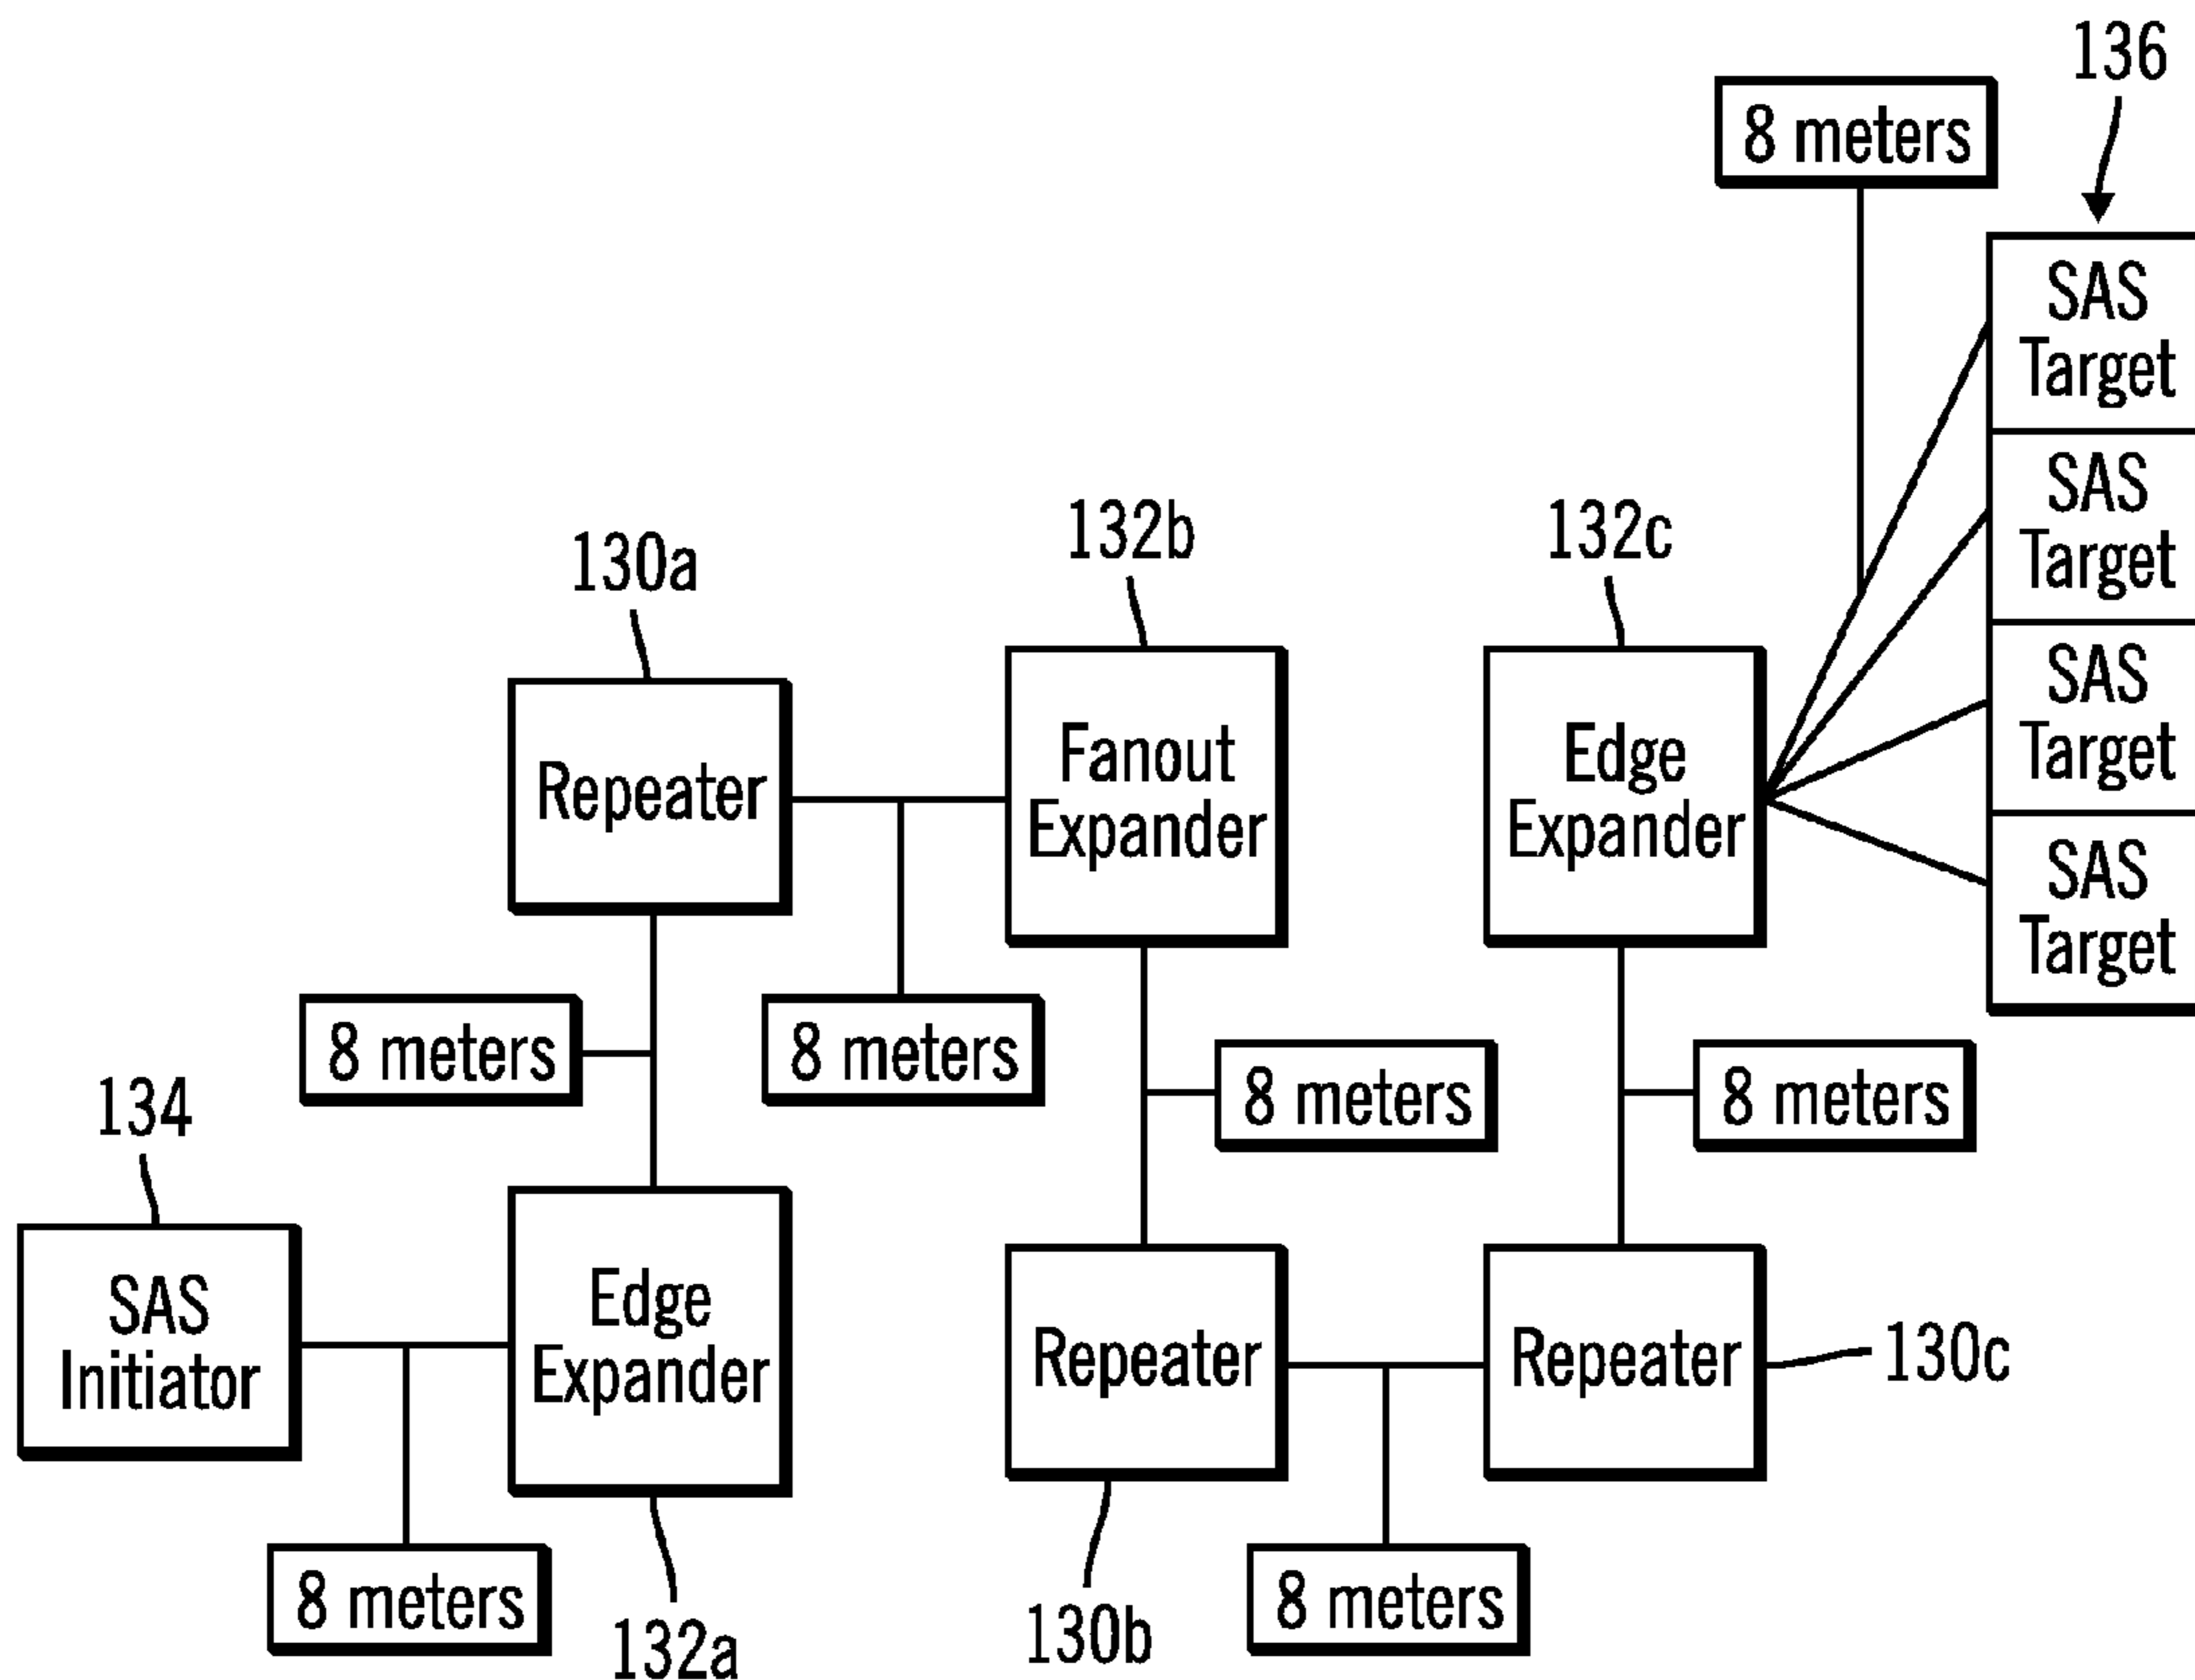 136
8 meters
SAS
Target
SAS
Target
SAS
Target
SAS
Target
130a
132b
132c
Repeater
Fanout
Expander
Edge
Expander
8 meters
8 meters
8 meters
8 meters
134
SAS
Initiator
Edge
Expander
Repeater
Repeater
130c
8 meters
132a
130b
8 meters